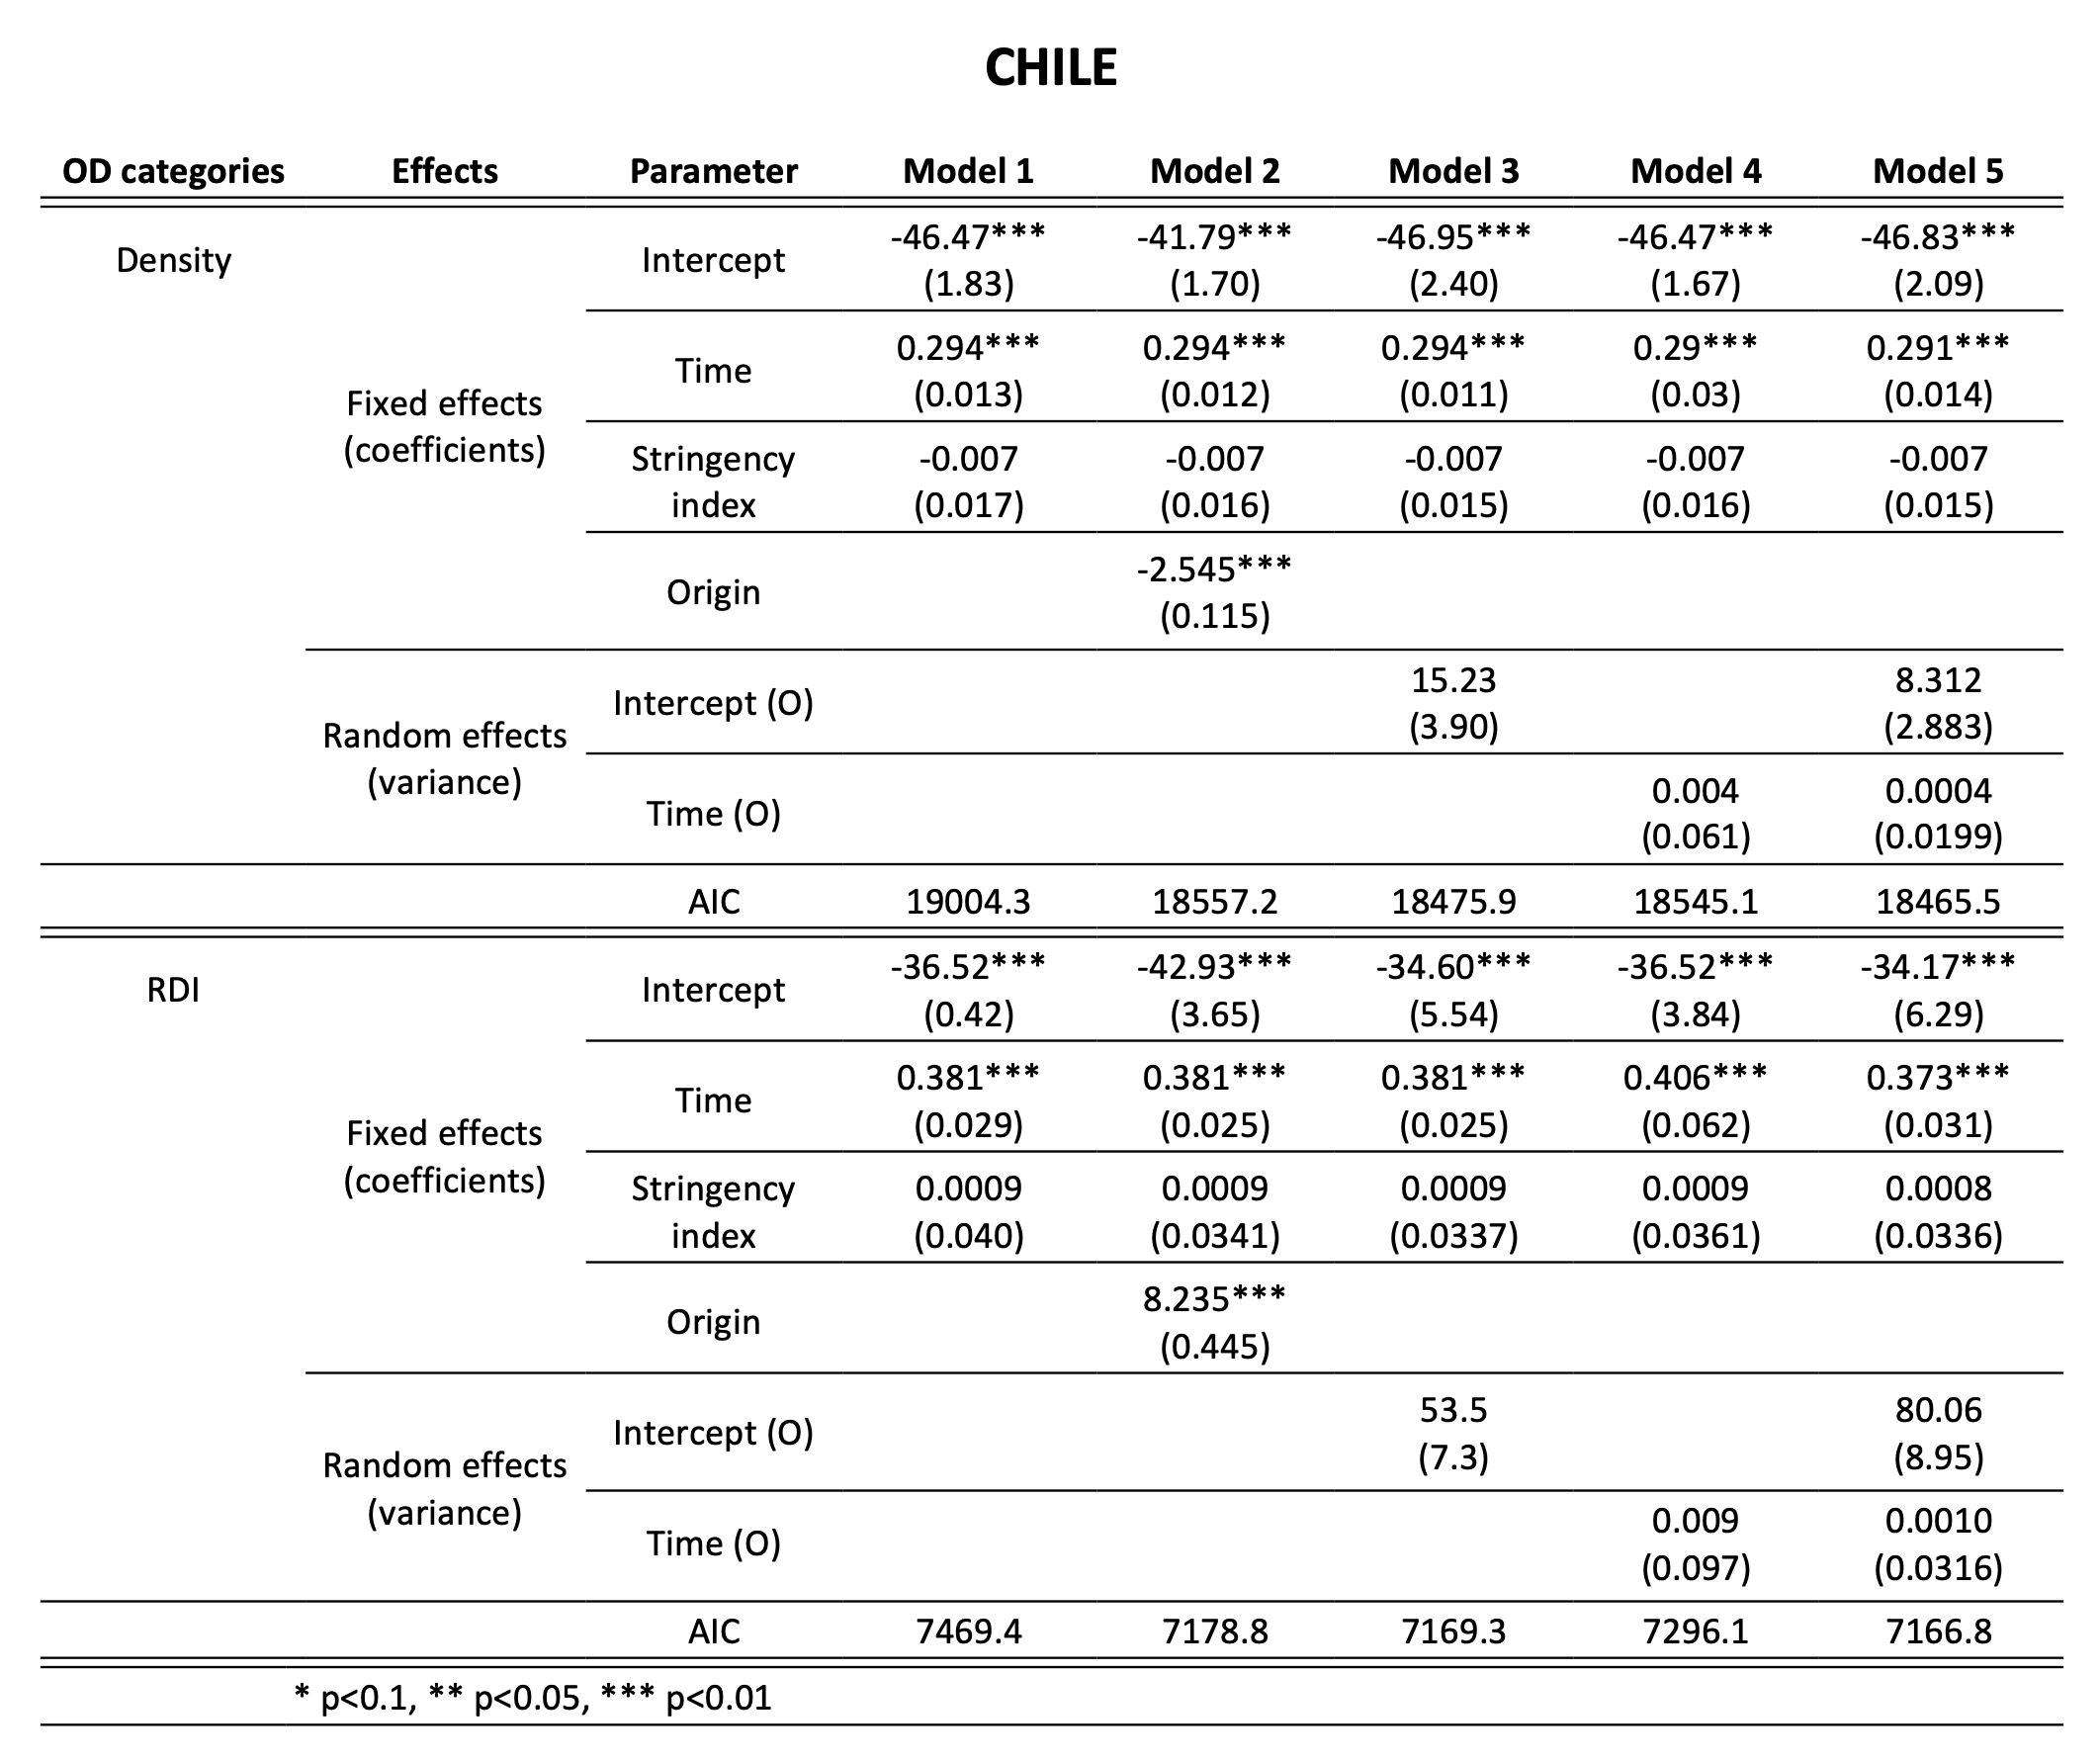 CHILE
OD categories Effects Parameter Model 1 Model 2 Model 3 Model 4 Model 5
Density Fixed effects (coefficients) Intercept -46.47*** -41.79*** -46.95*** -46.47*** -46.83***
(1.83) (1.70) (2.40) (1.67) (2.09)
Time 0.294*** 0.294*** 0.294*** 0.29*** 0.291***
(0.013) (0.012) (0.011) (0.03) (0.014)
Stringency index -0.007 -0.007 -0.007 -0.007 -0.007
(0.017) (0.016) (0.015) (0.016) (0.015)
Origin -2.545***
(0.115)
Random effects (variance) Intercept (O) 15.23 8.312
(3.90) (2.883)
Time (O) 0.004 0.0004
(0.061) (0.0199)
AIC 19004.3 18557.2 18475.9 18545.1 18465.5
RDI Fixed effects (coefficients) Intercept -36.52*** -42.93*** -34.60*** -36.52*** -34.17***
(0.42) (3.65) (5.54) (3.84) (6.29)
Time 0.381*** 0.381*** 0.381*** 0.406*** 0.373***
(0.029) (0.025) (0.025) (0.062) (0.031)
Stringency index 0.0009 0.0009 0.0009 0.0009 0.0008
(0.040) (0.0341) (0.0337) (0.0361) (0.0336)
Origin 8.235***
(0.445)
Random effects (variance) Intercept (O) 53.5 80.06
(7.3) (8.95)
Time (O) 0.009 0.0010
(0.097) (0.0316)
AIC 7469.4 7178.8 7169.3 7296.1 7166.8
* p<0.1, ** p<0.05, *** p<0.01